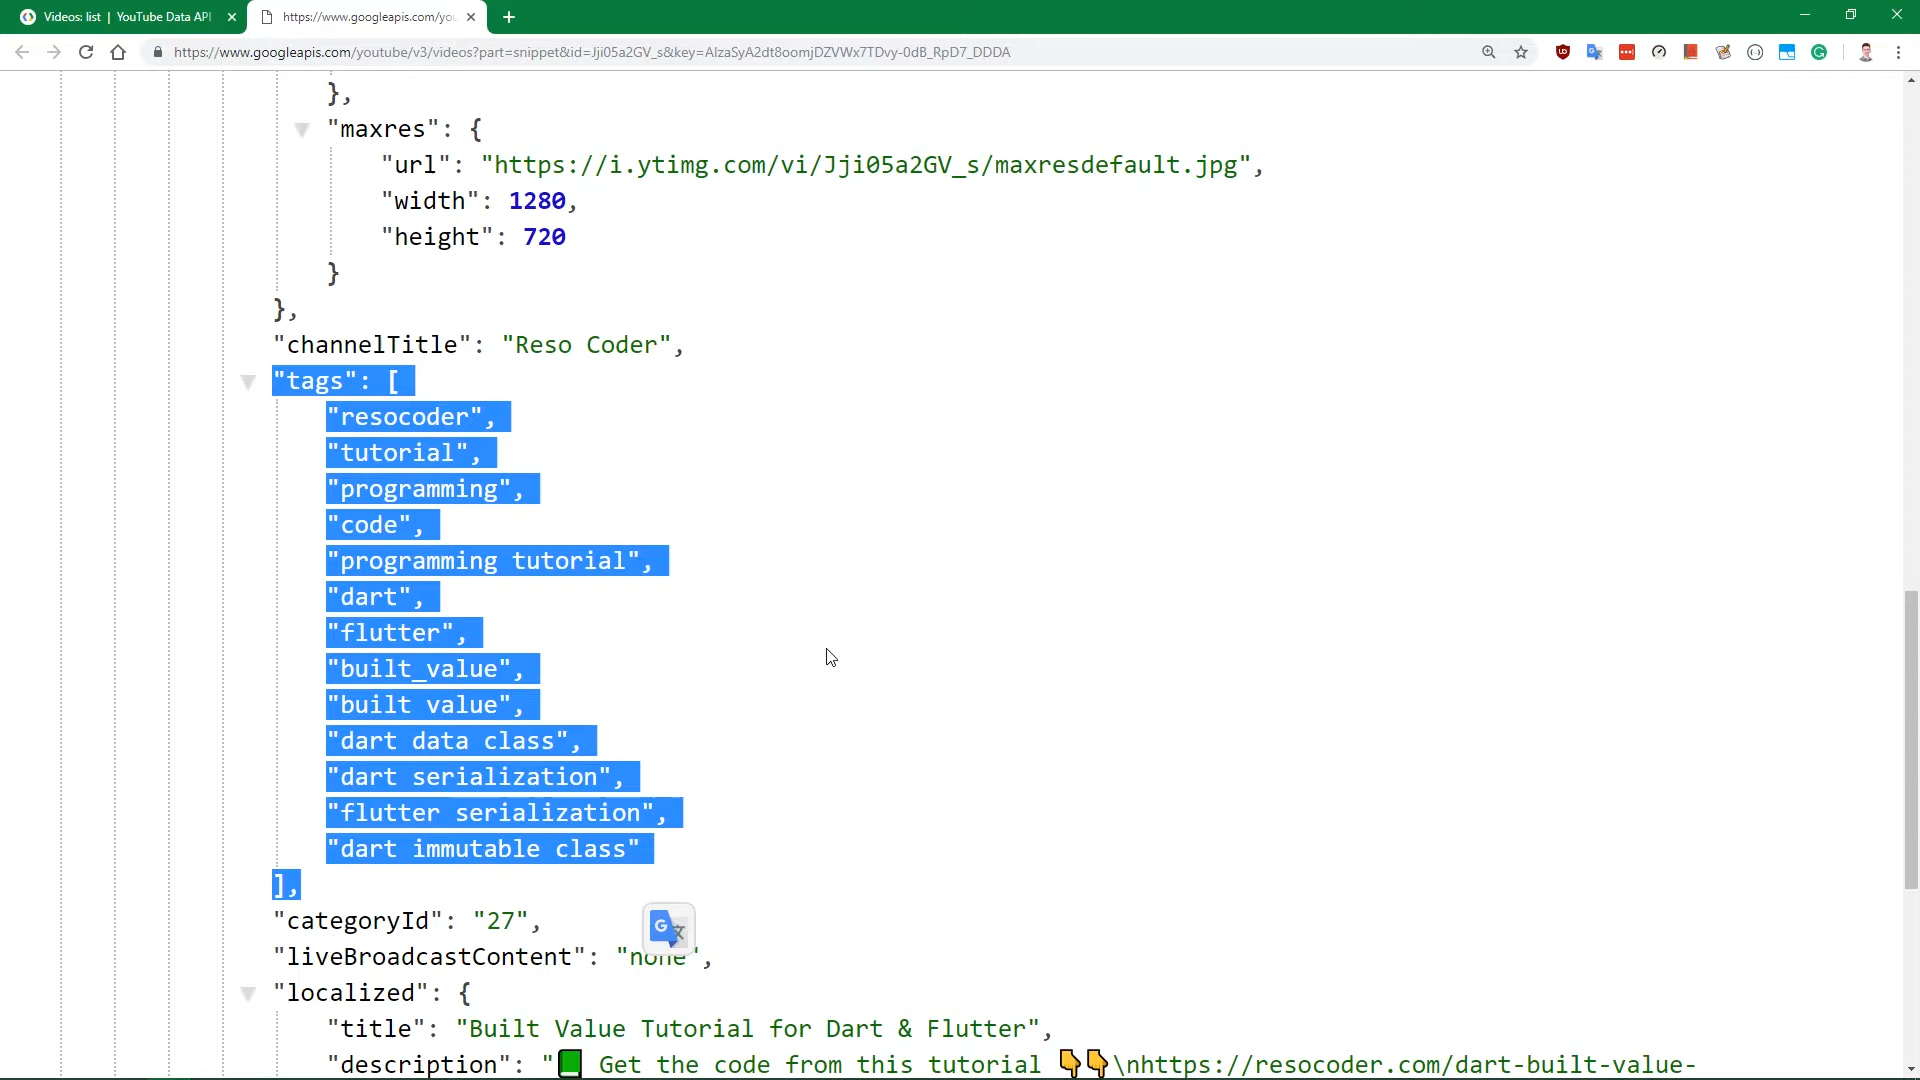 Videos: list | YouTube Data API
https://www.googleapis.com/you
https://www.googleapis.com/youtube/v3/videos?part=snippet&id=Jji05a2GV_s&key=AIzaSyA2dt8oomjDZVWx7TDvy-0dB_RpD7_DDDA
},
"maxres": {
"url": "https://i.ytimg.com/vi/Jji05a2GV_s/maxresdefault.jpg",
"width": 1280,
"height": 720
}
},
"channelTitle": "Reso Coder",
"tags": [
"resocoder",
"tutorial",
"programming",
"code",
"programming tutorial",
"dart",
"flutter",
"built_value",
"built value",
"dart data class",
"dart serialization",
"flutter serialization",
"dart immutable class"
],
"categoryId": "27",
"liveBroadcastContent": "none",
"localized": {
"title": "Built Value Tutorial for Dart & Flutter",
"description": "📗 Get the code from this tutorial 👇👇\nhttps://resocoder.com/dart-built-value-